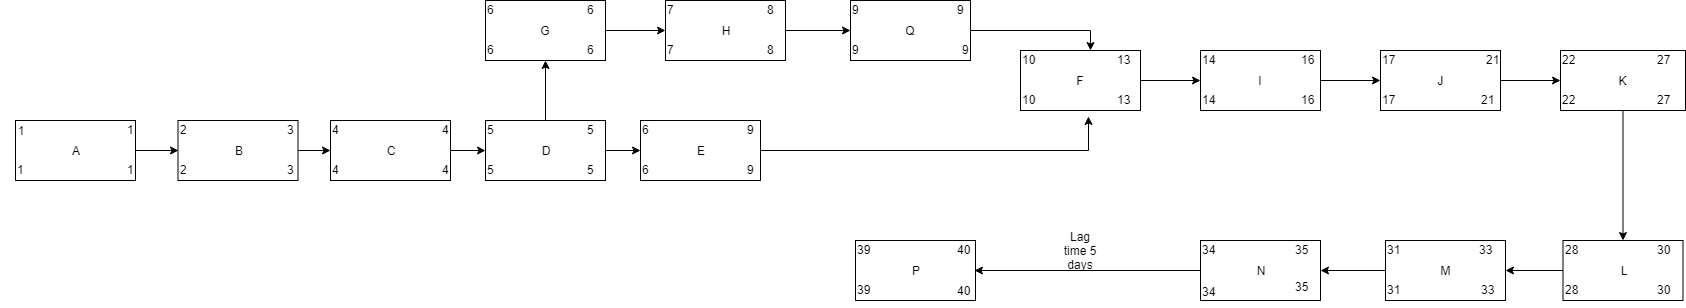 6 6
G
6 6
7 8
H
7 8
9 9
Q
9 9
10 13
F
10 13
14 16
I
14 16
17 21
J
17 21
22 27
K
22 27
1 1
A
1 1
2 3
B
2 3
4 4
C
4 4
5 5
D
5 5
6 9
E
6 9
39 40
P
39 40
Lag
time 5
days
34 35
N
34 35
31 33
M
31 33
28 30
L
28 30